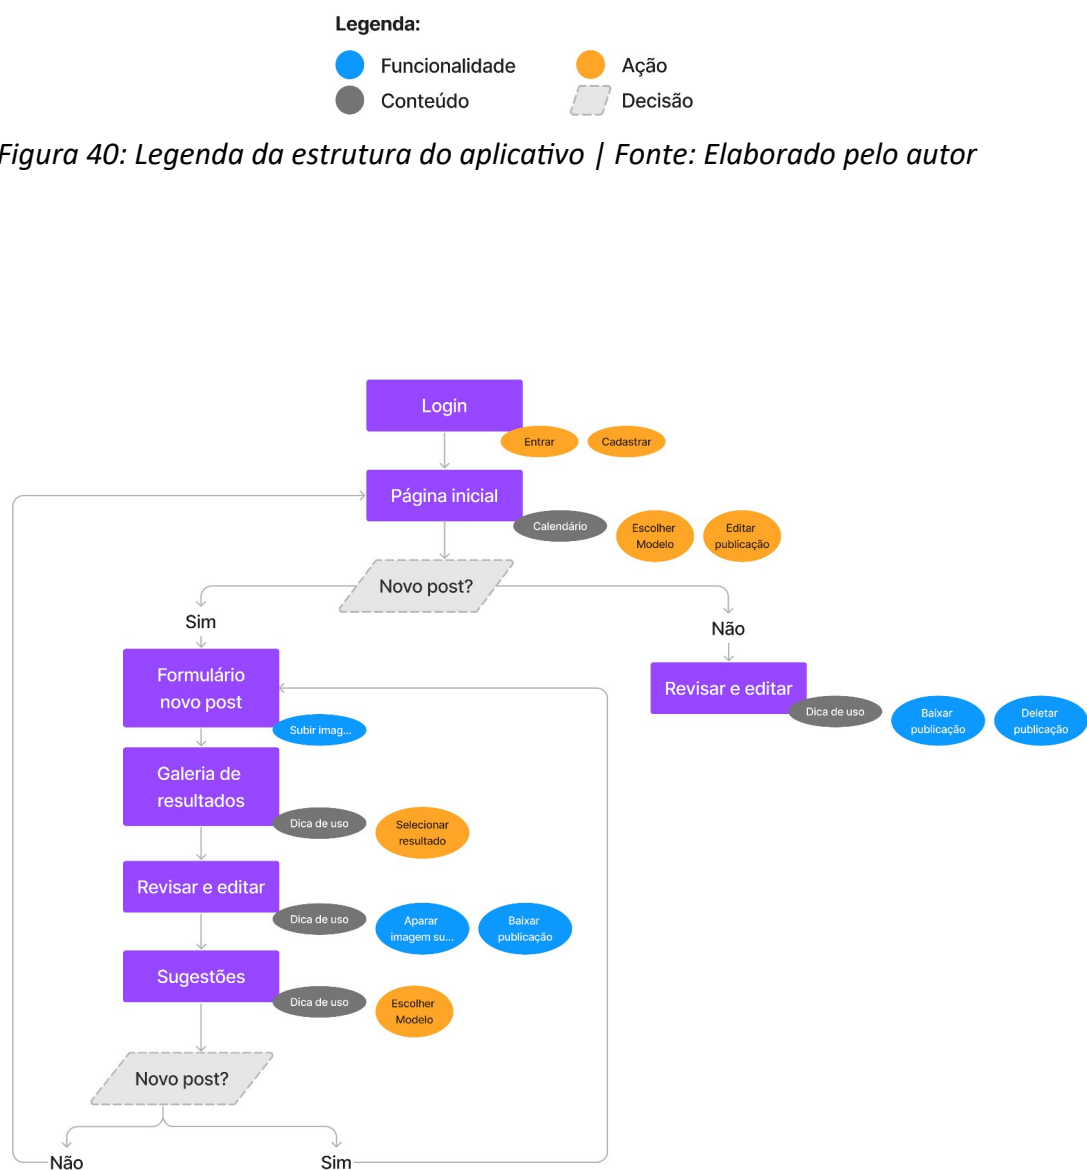 Legenda:
Funcionalidade
Ação
Conteúdo
Decisão
Figura 40: Legenda da estrutura do aplicativo | Fonte: Elaborado pelo autor
Login
Entrar
Cadastrar
Página inicial
Calendário
Escolher
Modelo
Editar
publicação
Novo post?
Sim
Não
Formulário
novo post
Subir imag...
Revisar e editar
Dica de uso
Baixar
publicação
Deletar
publicação
Galeria de
resultados
Dica de uso
Selecionar
resultado
Revisar e editar
Dica de uso
Aparar
imagem su...
Baixar
publicação
Sugestões
Dica de uso
Escolher
Modelo
Novo post?
Não
Sim